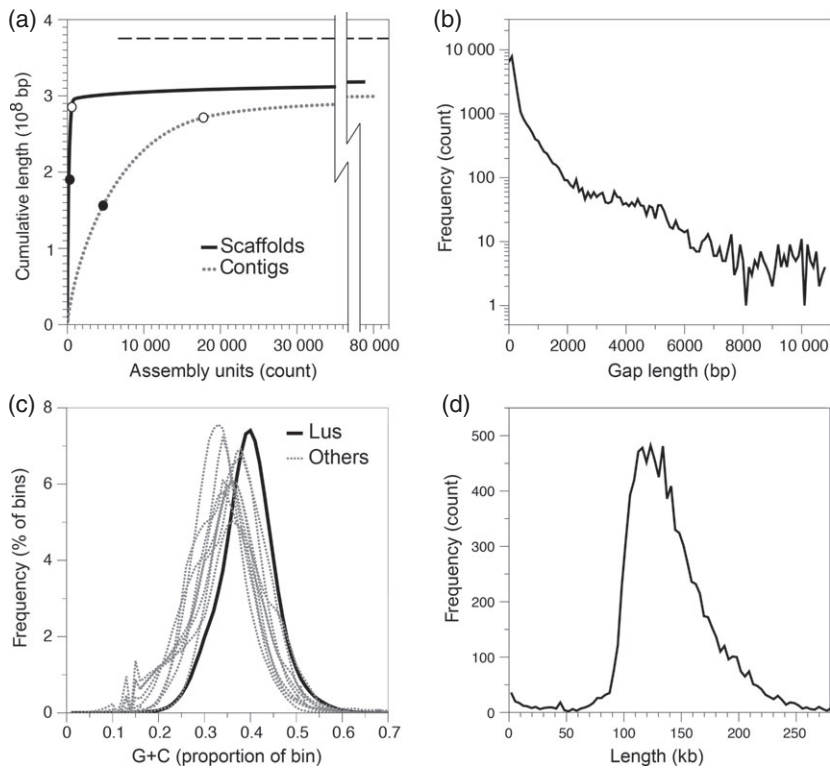 (a)
Cumulative length (10⁸ bp)
4
3
2
1
0
Scaffolds
Contigs
0 10 000 20 000 30 000 80 000
Assembly units (count)
(b)
Frequency (count)
10 000
1000
100
10
1
0 2000 4000 6000 8000 10 000
Gap length (bp)
(c)
Frequency (% of bins)
8
6
4
2
0
Lus
Others
0 0.1 0.2 0.3 0.4 0.5 0.6 0.7
G+C (proportion of bin)
(d)
Frequency (count)
500
400
300
200
100
0
0 50 100 150 200 250
Length (kb)